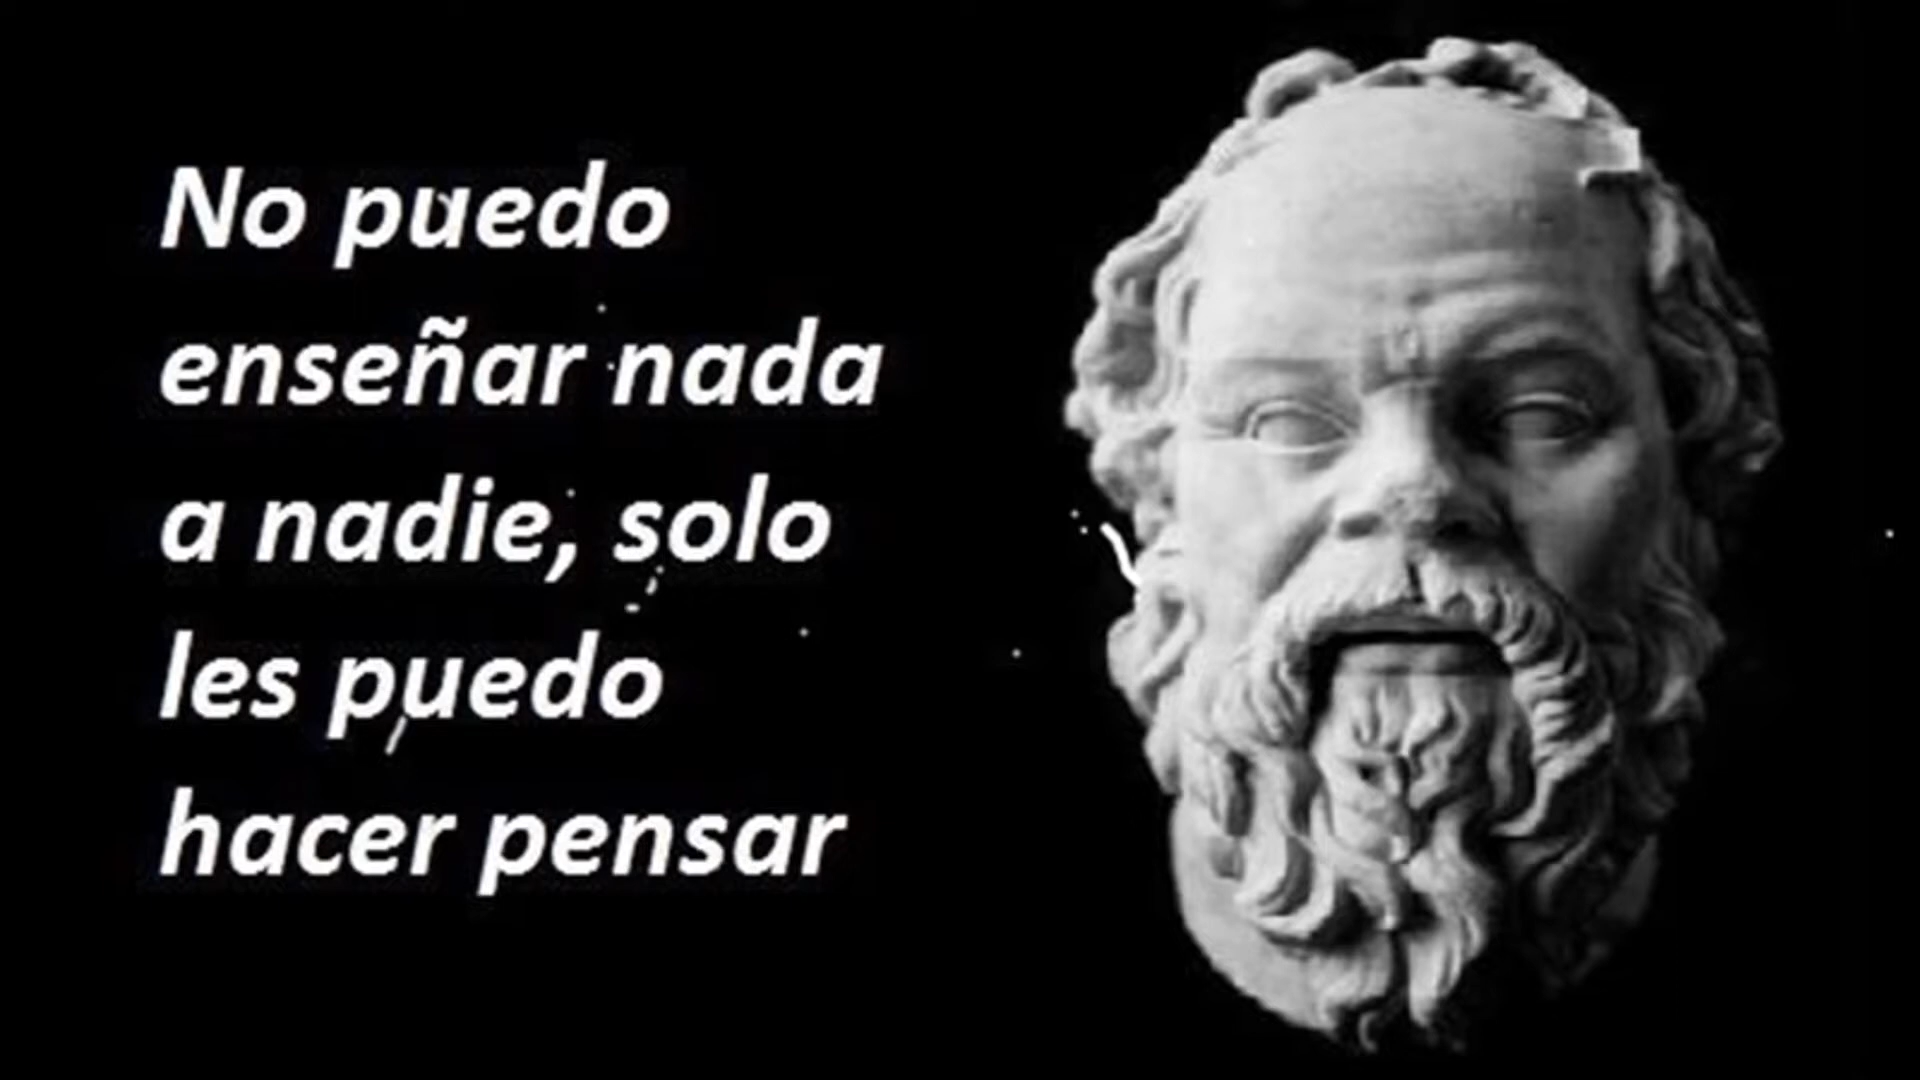 No puedo
enseñar nada
a nadie, solo
les puedo
hacer pensar